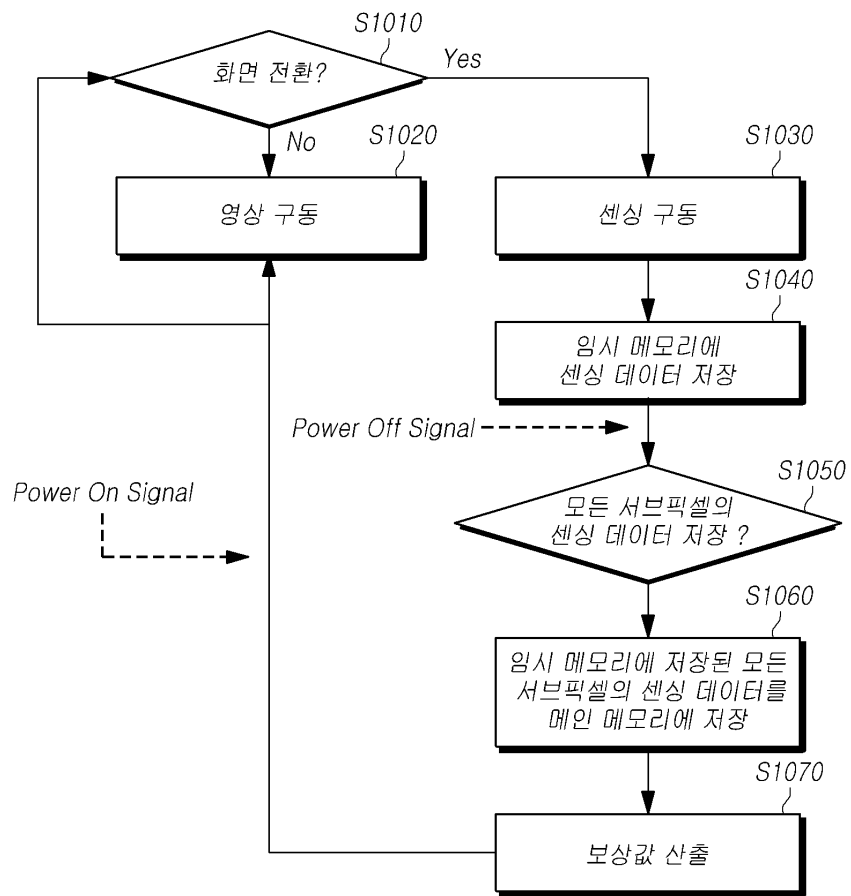 S1010
화면 전환?
Yes
No
S1020
영상 구동
S1030
센싱 구동
S1040
임시 메모리에
센싱 데이터 저장
Power Off Signal
Power On Signal
S1050
모든 서브픽셀의
센싱 데이터 저장 ?
S1060
임시 메모리에 저장된 모든
서브픽셀의 센싱 데이터를
메인 메모리에 저장
S1070
보상값 산출